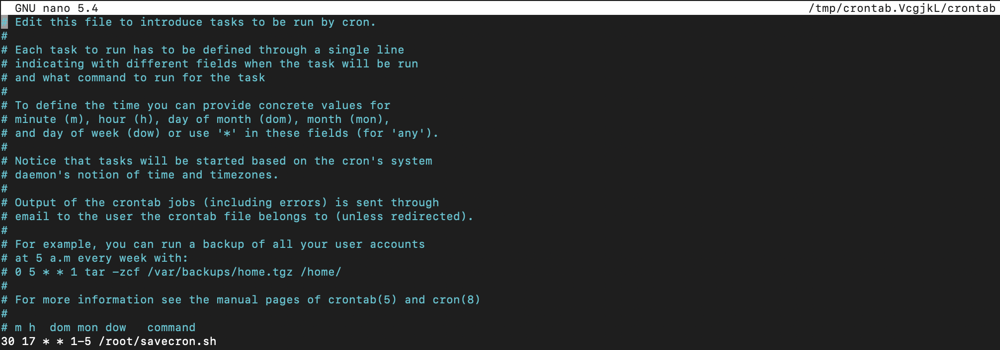 GNU nano 5.4 /tmp/crontab.VcgjkL/crontab
# Edit this file to introduce tasks to be run by cron.
#
# Each task to run has to be defined through a single line
# indicating with different fields when the task will be run
# and what command to run for the task
#
# To define the time you can provide concrete values for
# minute (m), hour (h), day of month (dom), month (mon),
# and day of week (dow) or use '*' in these fields (for 'any').
#
# Notice that tasks will be started based on the cron's system
# daemon's notion of time and timezones.
#
# Output of the crontab jobs (including errors) is sent through
# email to the user the crontab file belongs to (unless redirected).
#
# For example, you can run a backup of all your user accounts
# at 5 a.m every week with:
# 0 5 * * 1 tar -zcf /var/backups/home.tgz /home/
#
# For more information see the manual pages of crontab(5) and cron(8)
#
# m h  dom mon dow   command
30 17 * * 1-5 /root/savecron.sh